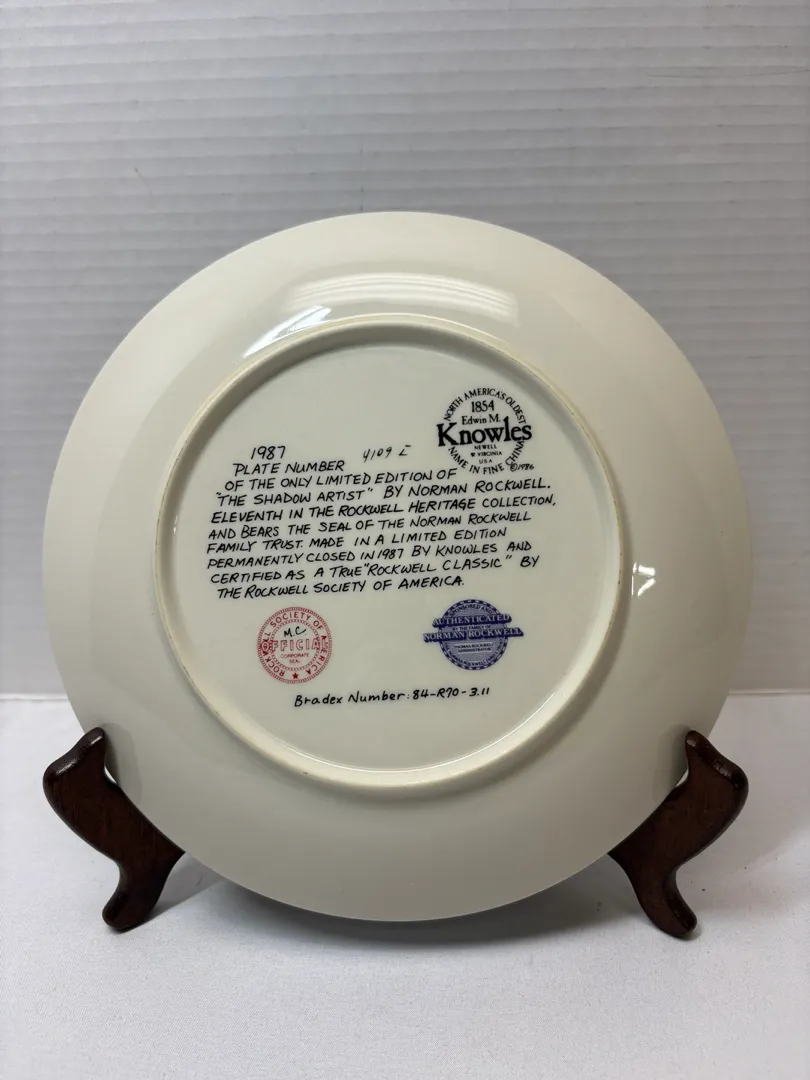 NORTH AMERICA'S OLDEST
1854
Edwin M.
Knowles
NEWELL
W. VIRGINIA
U.S.A.
NAME IN FINE CHINA
©1986
1987
PLATE NUMBER 4109 
OF THE ONLY LIMITED EDITION OF
"THE SHADOW ARTIST" BY NORMAN ROCKWELL.
ELEVENTH IN THE ROCKWELL HERITAGE COLLECTION,
AND BEARS THE SEAL OF THE NORMAN ROCKWELL
FAMILY TRUST. MADE IN A LIMITED EDITION
PERMANENTLY CLOSED IN 1987 BY KNOWLES AND
CERTIFIED AS A TRUE "ROCKWELL CLASSIC" BY
THE ROCKWELL SOCIETY OF AMERICA.
ROCKWELL SOCIETY OF AMERICA
M.C
OFFICIAL
CORPORATE
SEAL
AUTHENTICATED
BY THE FAMILY OF
NORMAN ROCKWELL
Bradex Number: 84-R70-3.11